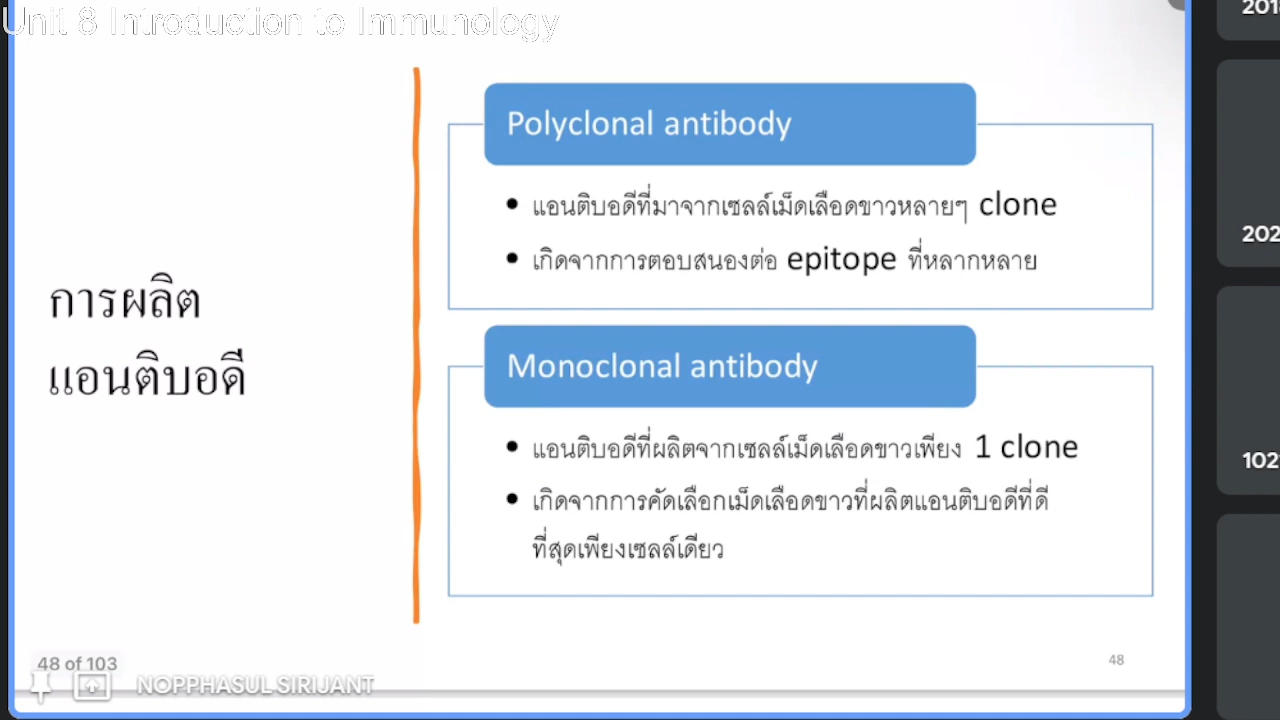 Unit 8 Introduction to Immunology
การผลิต
แอนติบอดี
Polyclonal antibody
• แอนติบอดีที่มาจากเซลล์เม็ดเลือดขาวหลายๆ clone
• เกิดจากการตอบสนองต่อ epitope ที่หลากหลาย
Monoclonal antibody
• แอนติบอดีที่ผลิตจากเซลล์เม็ดเลือดขาวเพียง 1 clone
• เกิดจากการคัดเลือกเม็ดเลือดขาวที่ผลิตแอนติบอดีที่ดี
ที่สุดเพียงเซลล์เดียว
48 of 103
48
NOPPHASUL SIRIJANT